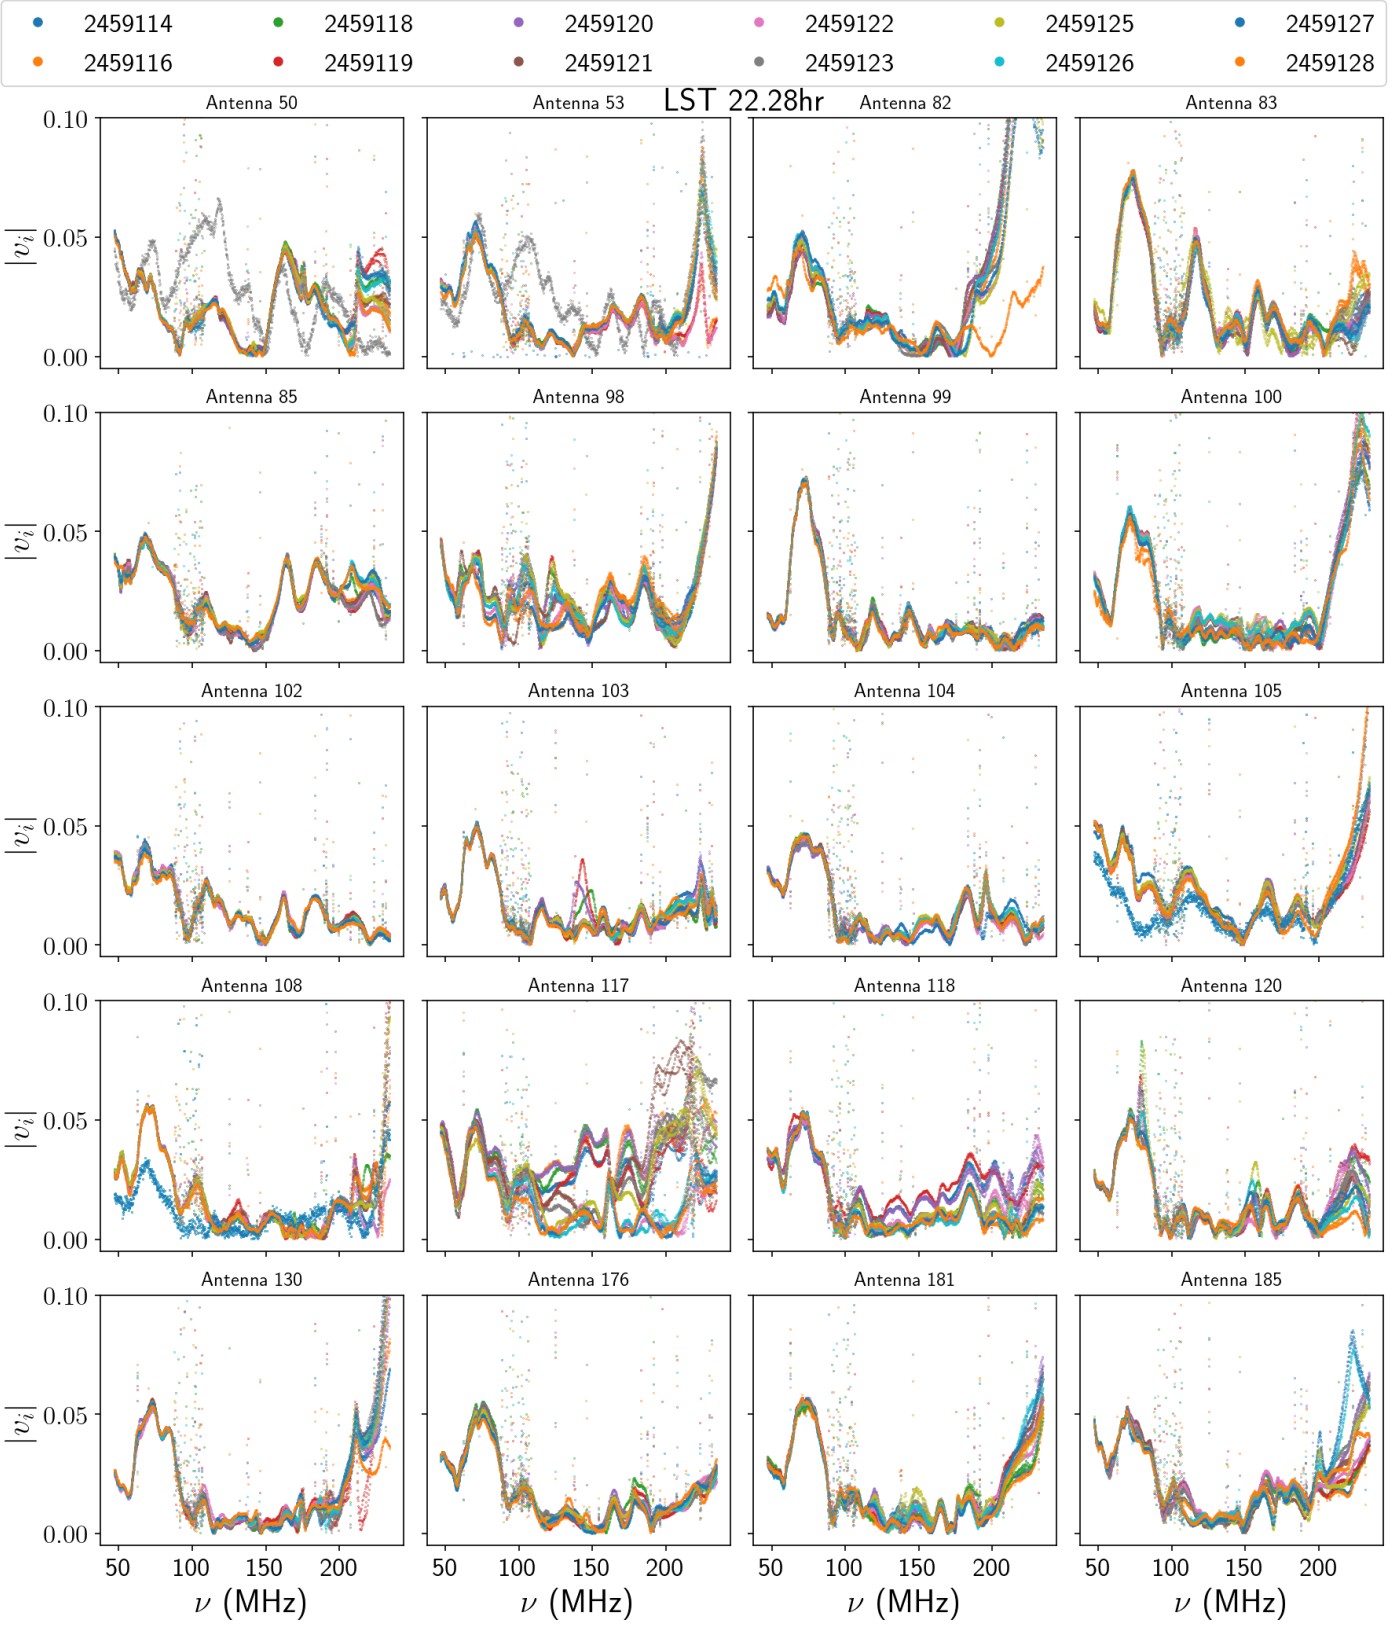 2459114 2459118 2459120 2459122 2459125 2459127
2459116 2459119 2459121 2459123 2459126 2459128
LST 22.28hr
Antenna 50 Antenna 53 Antenna 82 Antenna 83
0.10
0.05
0.00
|v_i|
Antenna 85 Antenna 98 Antenna 99 Antenna 100
0.10
0.05
0.00
|v_i|
Antenna 102 Antenna 103 Antenna 104 Antenna 105
0.10
0.05
0.00
|v_i|
Antenna 108 Antenna 117 Antenna 118 Antenna 120
0.10
0.05
0.00
|v_i|
Antenna 130 Antenna 176 Antenna 181 Antenna 185
0.10
0.05
0.00
|v_i|
50 100 150 200 50 100 150 200 50 100 150 200 50 100 150 200
ν (MHz) ν (MHz) ν (MHz) ν (MHz)